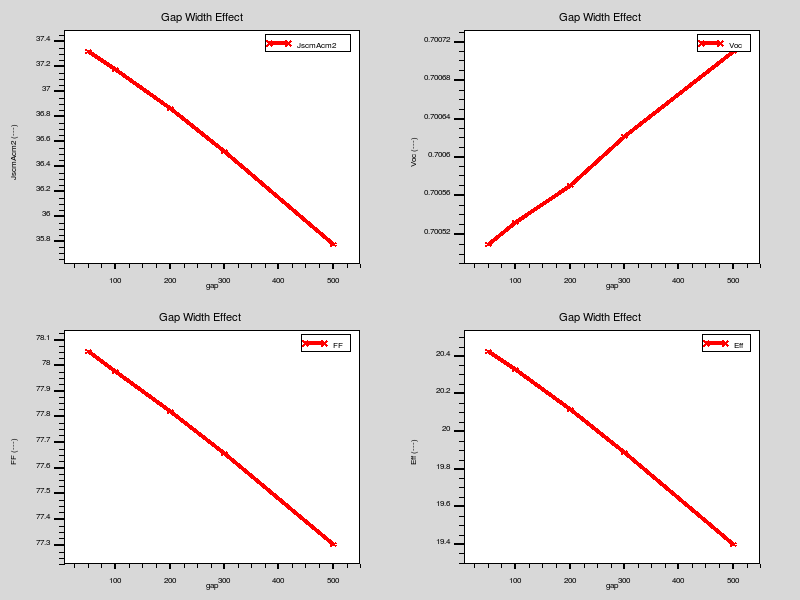 Gap Width Effect
JscmAcm2
37.4
37.2
37
36.8
36.6
36.4
36.2
36
35.8
JscmAcm2 (---)
100 200 300 400 500
gap
Gap Width Effect
Voc
0.70072
0.70068
0.70064
0.7006
0.70056
0.70052
Voc (---)
100 200 300 400 500
gap
Gap Width Effect
FF
78.1
78
77.9
77.8
77.7
77.6
77.5
77.4
77.3
FF (---)
100 200 300 400 500
gap
Gap Width Effect
Eff
20.4
20.2
20
19.8
19.6
19.4
Eff (---)
100 200 300 400 500
gap